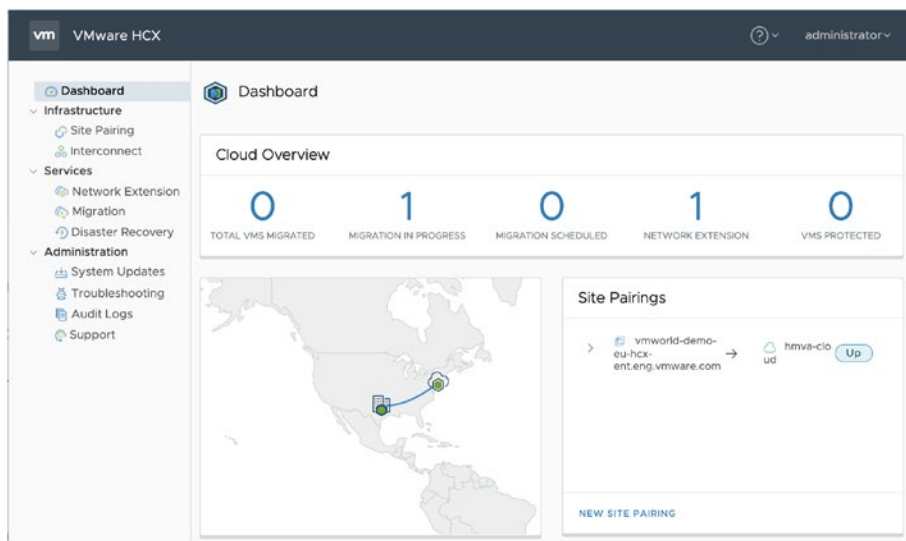 vm VMware HCX
administrator
Dashboard
Infrastructure
Site Pairing
Interconnect
Services
Network Extension
Migration
Disaster Recovery
Administration
System Updates
Troubleshooting
Audit Logs
Support
Dashboard
Cloud Overview
0 1 0 1 0
TOTAL VMS MIGRATED MIGRATION IN PROGRESS MIGRATION SCHEDULED NETWORK EXTENSION VMS PROTECTED
Site Pairings
vmworld-demo-
eu-hcx-
ent.eng.vmware.com
hmva-clo
ud
Up
NEW SITE PAIRING